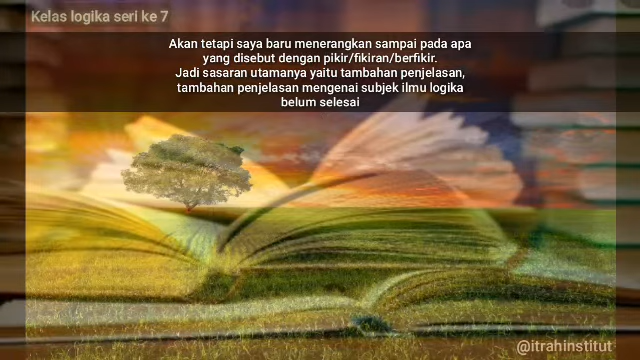 Kelas logika seri ke 7
Akan tetapi saya baru menerangkan sampai pada apa
yang disebut dengan pikir/fikiran/berfikir.
Jadi sasaran utamanya yaitu tambahan penjelasan,
tambahan penjelasan mengenai subjek ilmu logika
belum selesai
@itrahinstitut